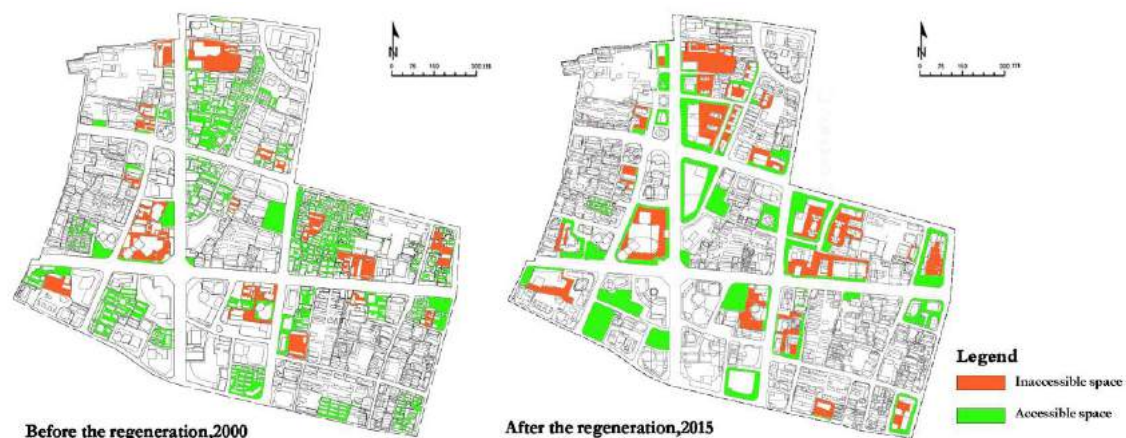 N
N
Legend
Inaccessible space
Accessible space
Before the regeneration,2000
After the regeneration,2015